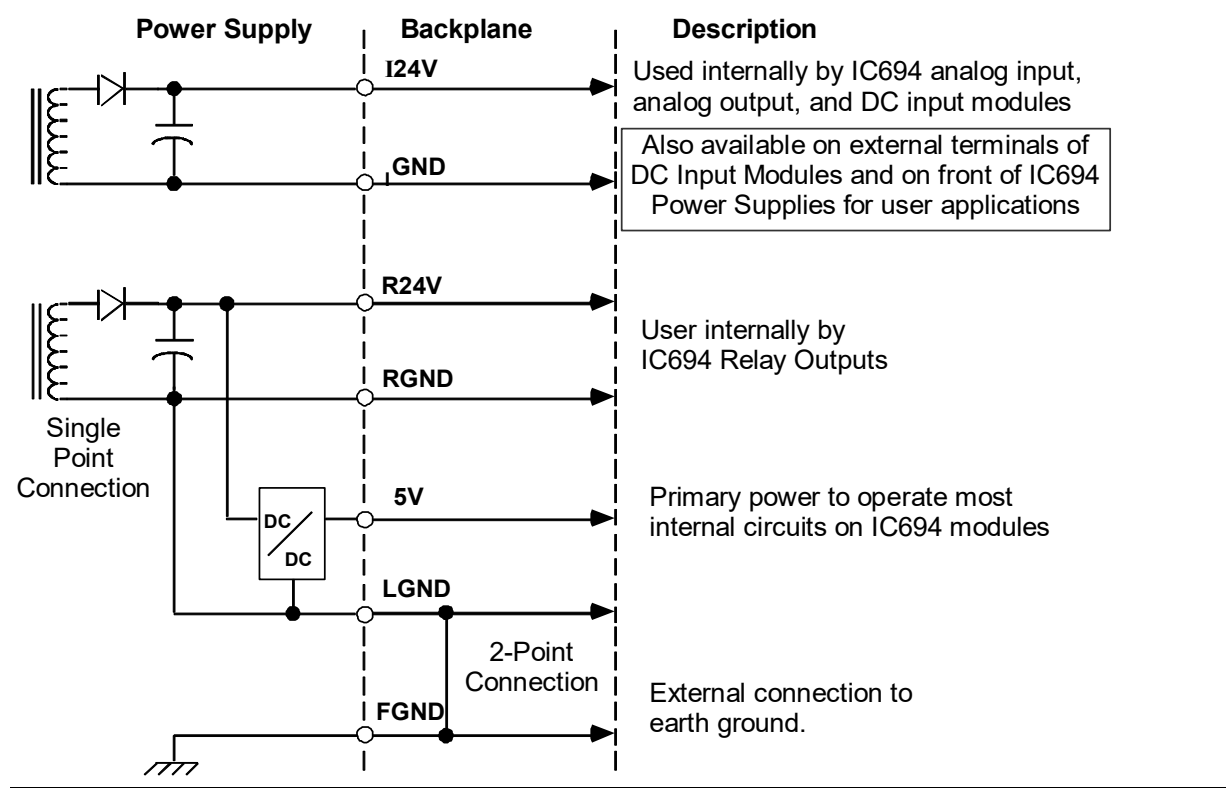 Power Supply
Backplane
Description
I24V
Used internally by IC694 analog input,
analog output, and DC input modules
GND
Also available on external terminals of
DC Input Modules and on front of IC694
Power Supplies for user applications
R24V
User internally by
IC694 Relay Outputs
RGND
Single
Point
Connection
5V
Primary power to operate most
internal circuits on IC694 modules
DC
DC
LGND
2-Point
Connection
External connection to
earth ground.
FGND